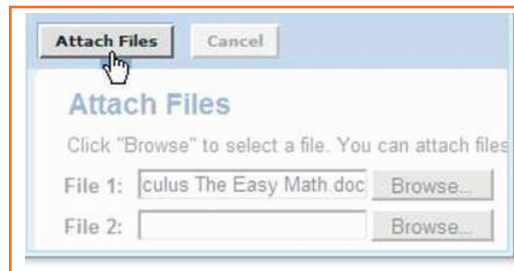 Attach Files Cancel
Attach Files
Click "Browse" to select a file. You can attach files
File 1: culus The Easy Math.doc Browse...
File 2: Browse...